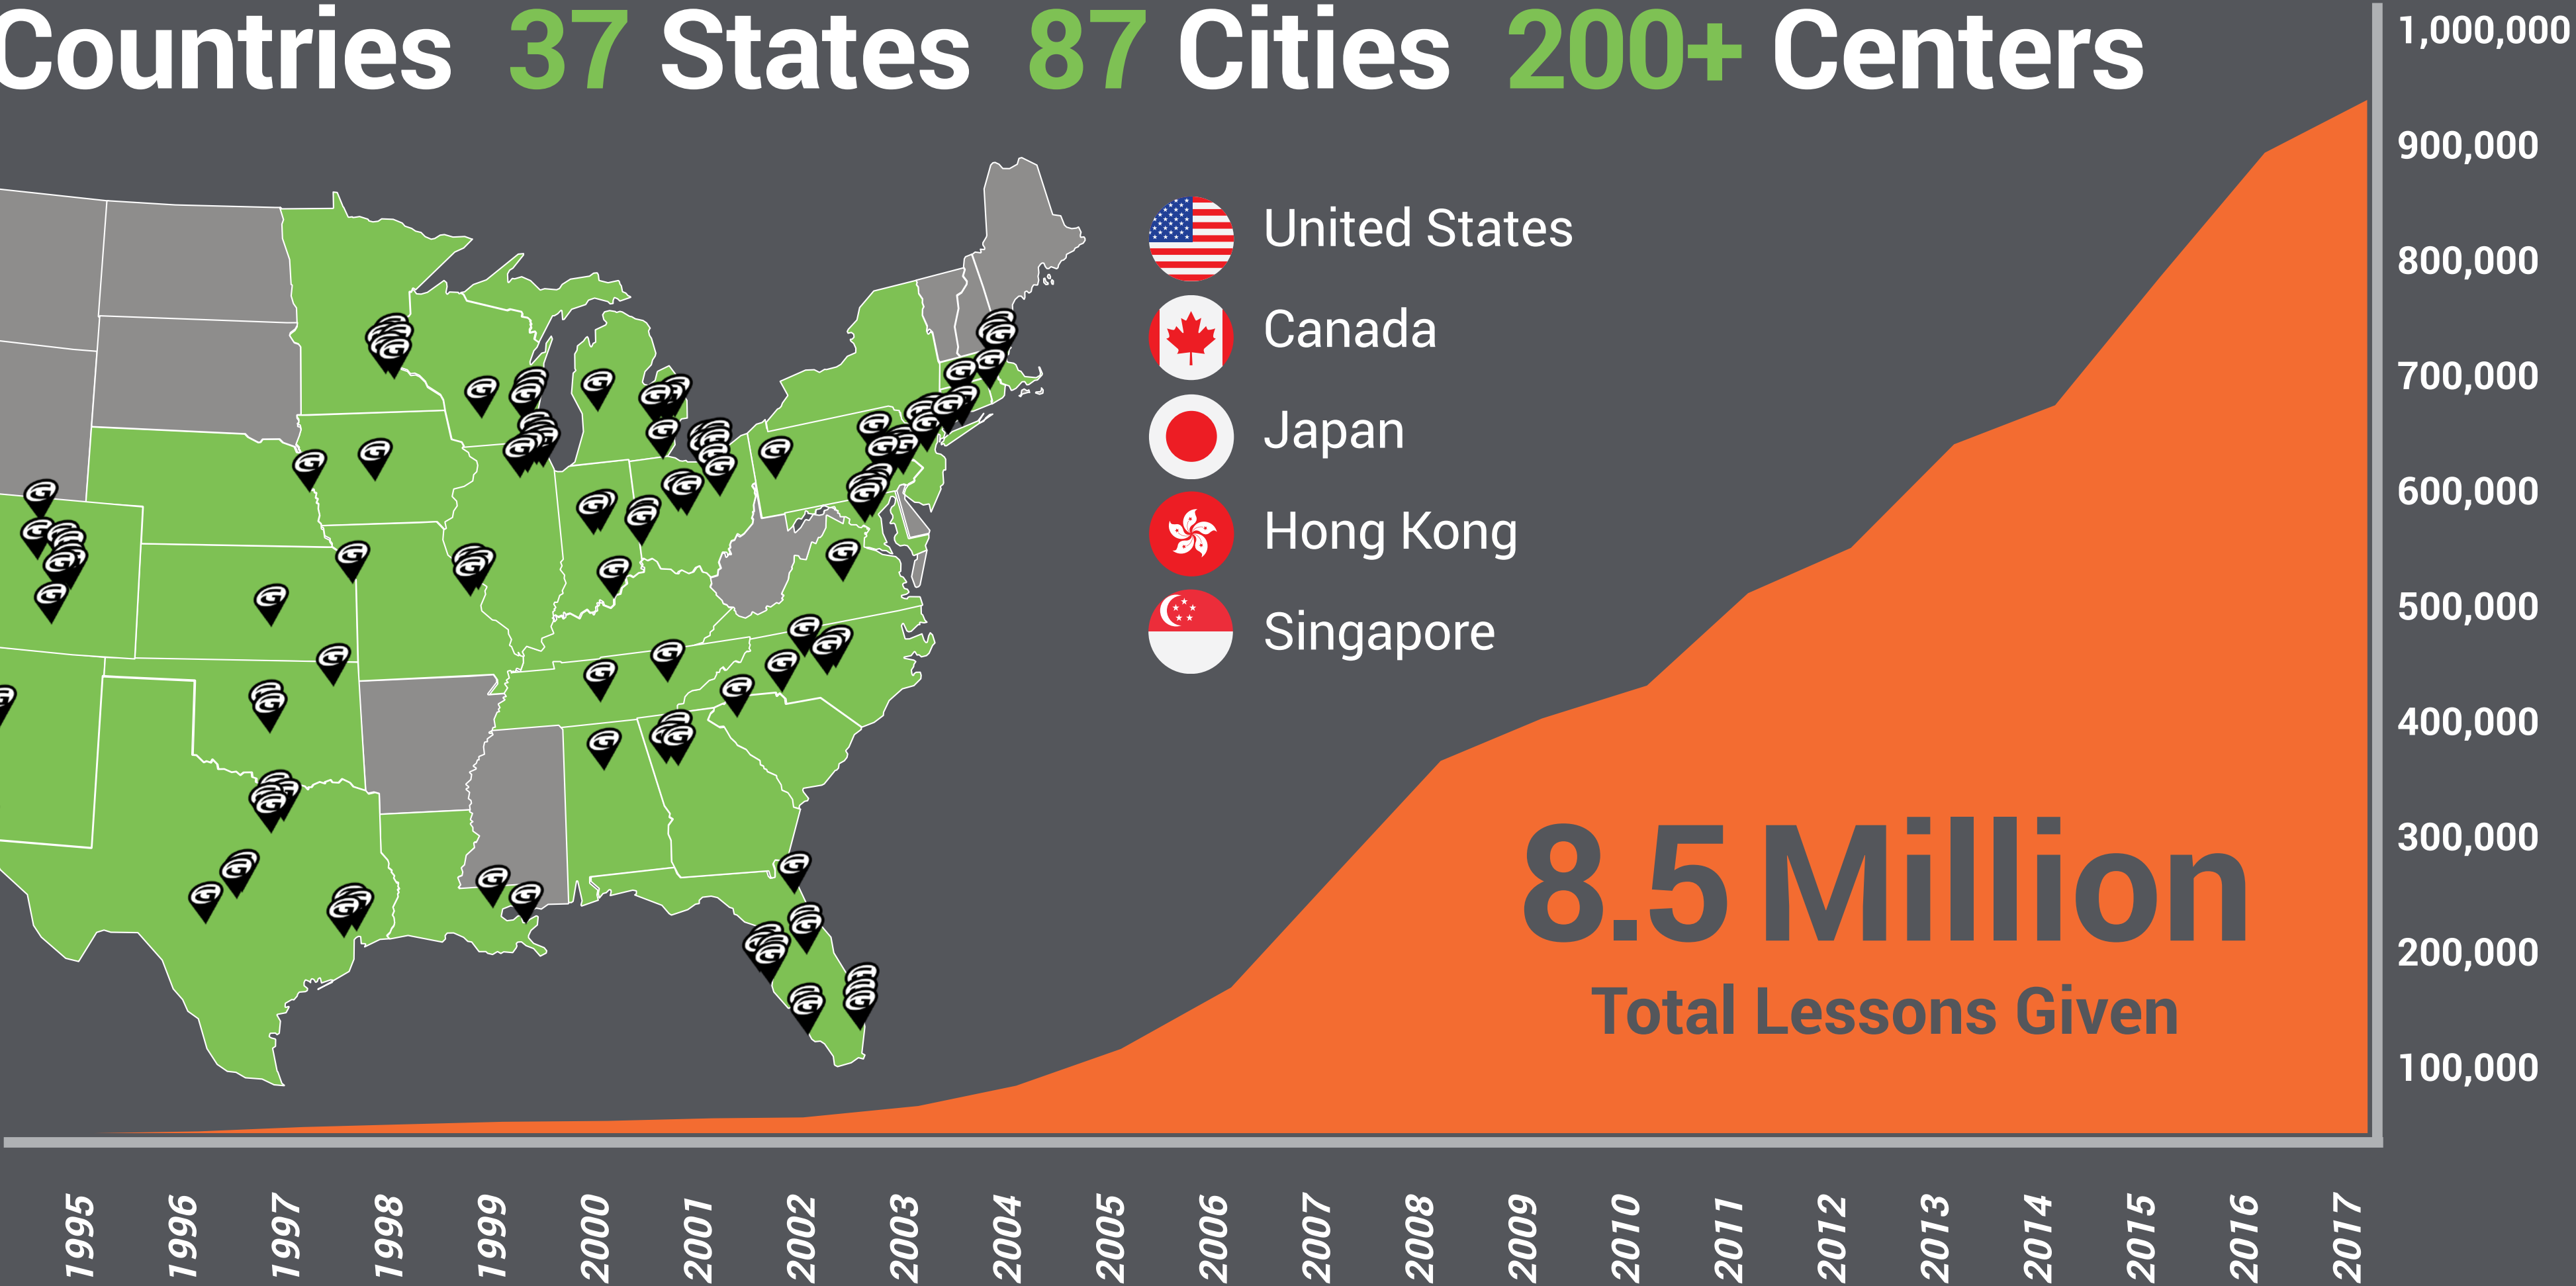 Countries 37 States 87 Cities 200+ Centers
United States
Canada
Japan
Hong Kong
Singapore
8.5 Million
Total Lessons Given
1,000,000
900,000
800,000
700,000
600,000
500,000
400,000
300,000
200,000
100,000
1995 1996 1997 1998 1999 2000 2001 2002 2003 2004 2005 2006 2007 2008 2009 2010 2011 2012 2013 2014 2015 2016 2017